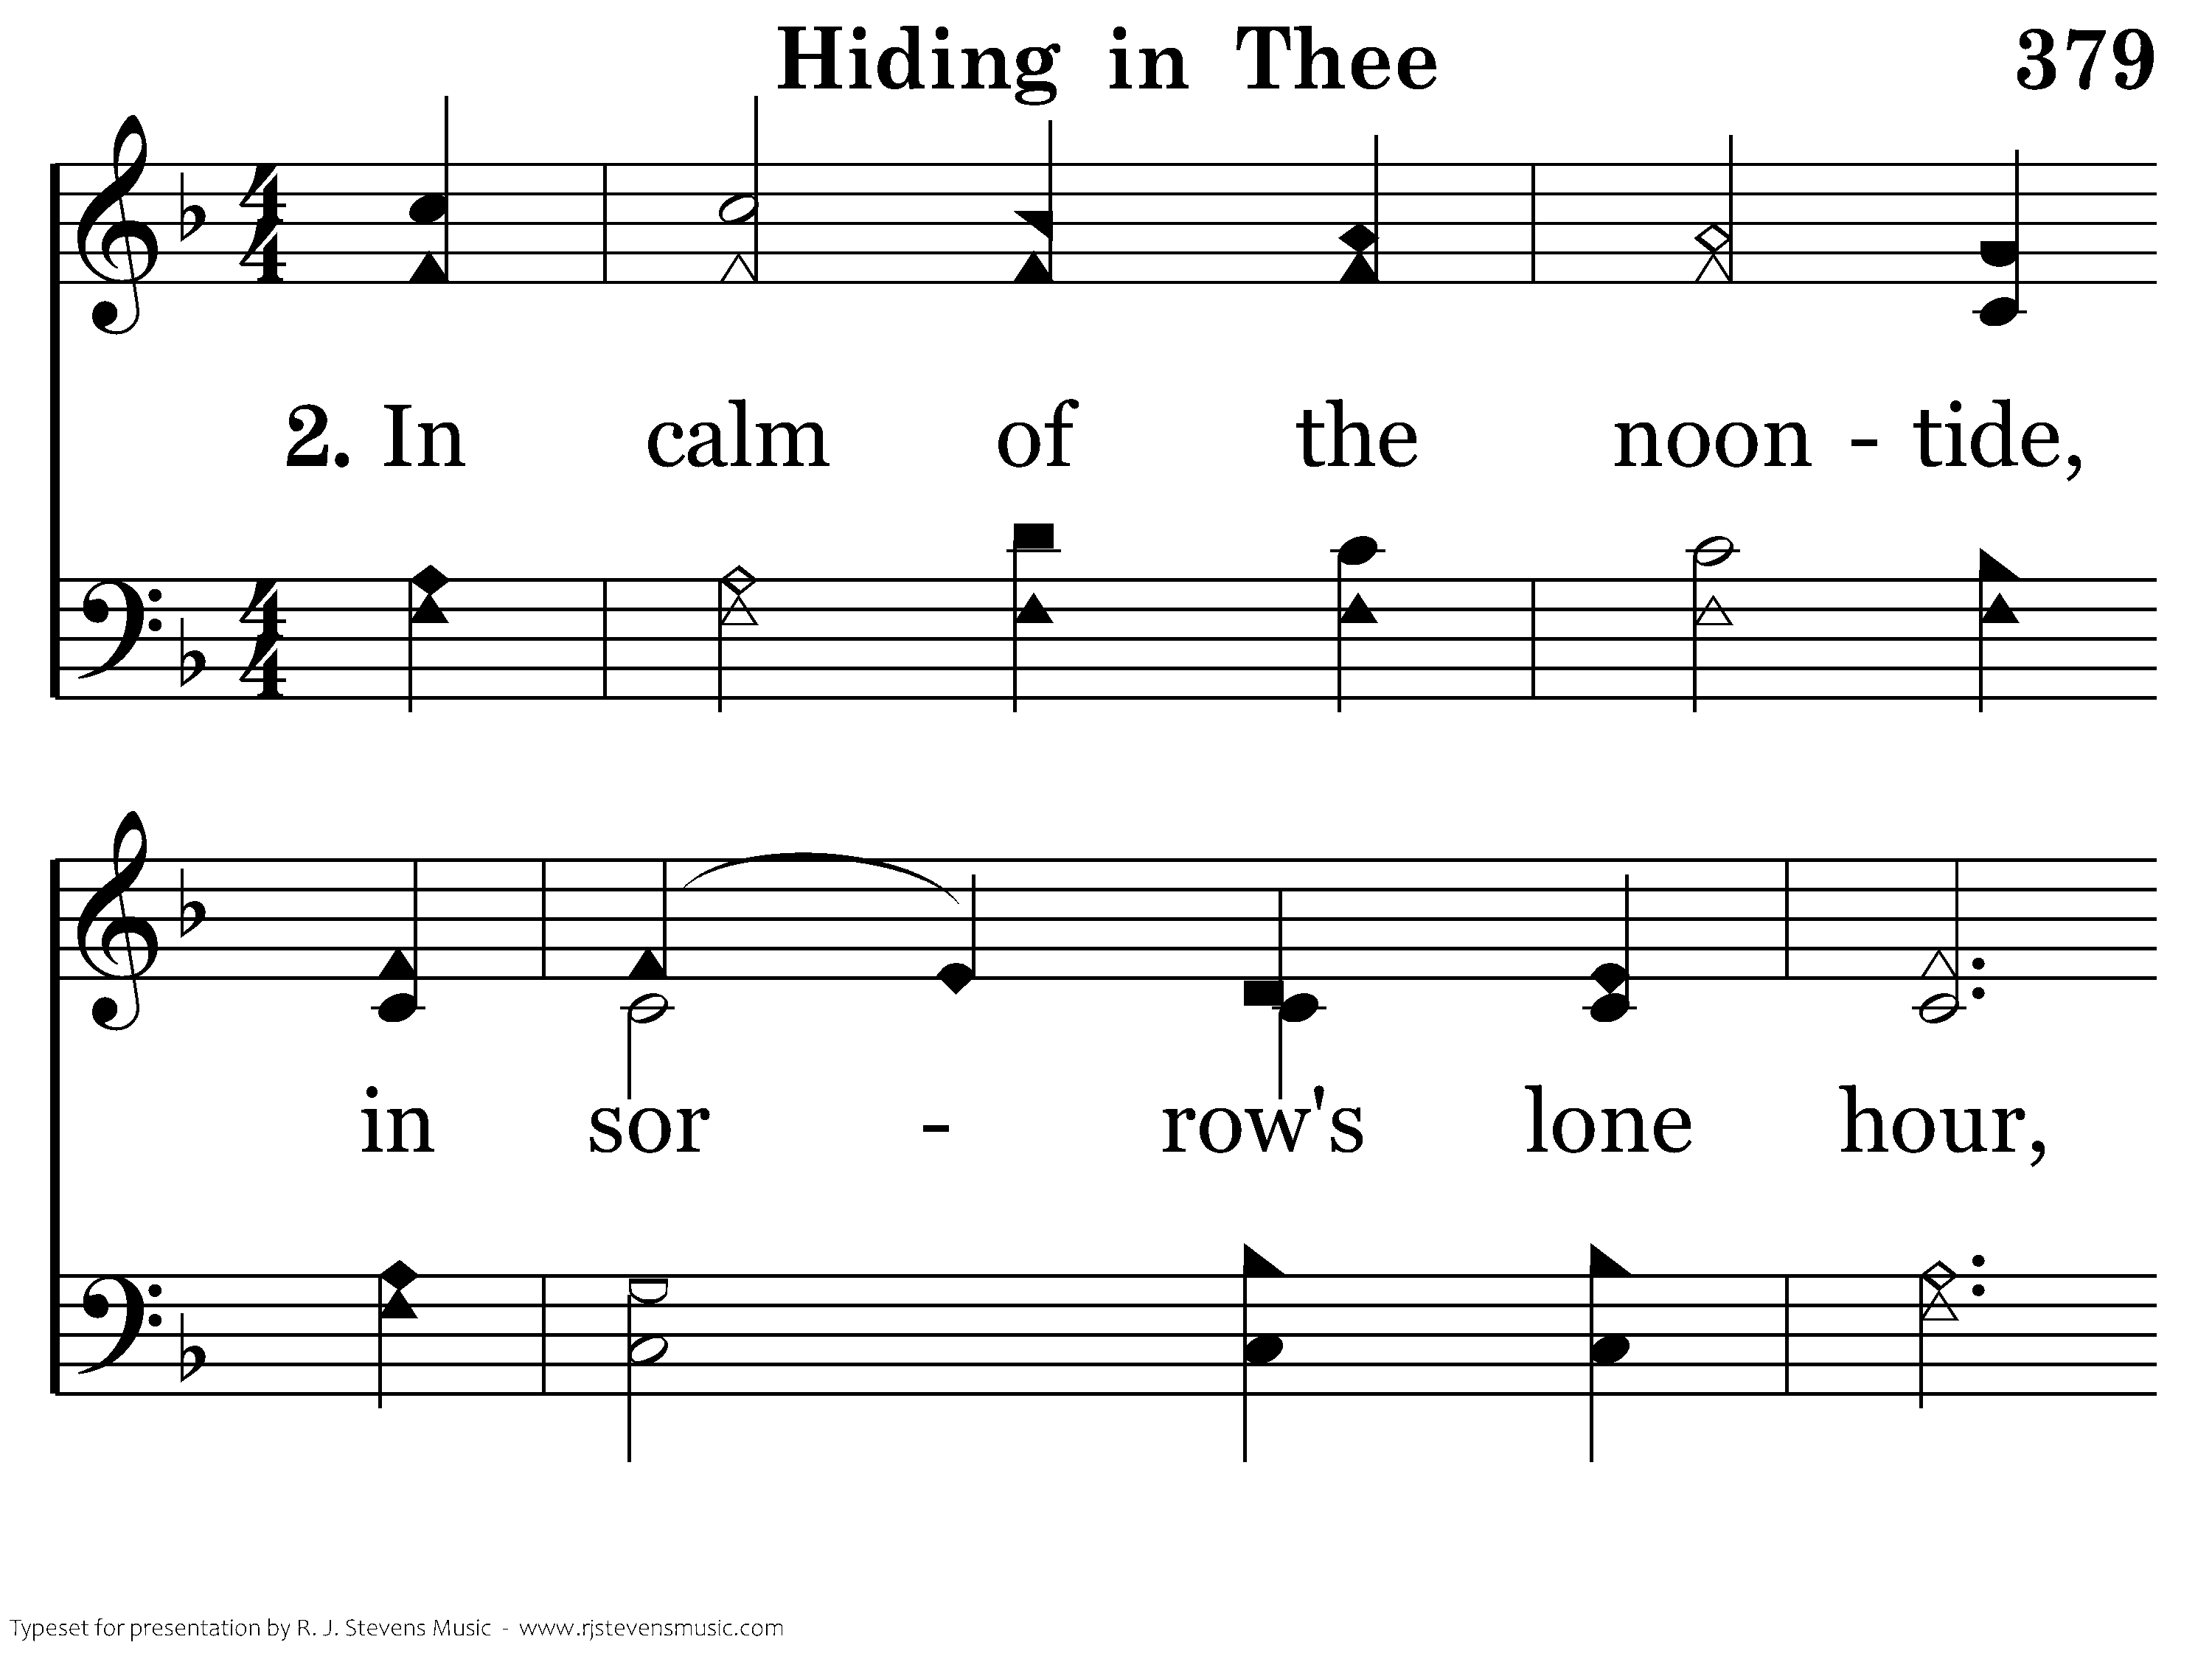 Hiding in Thee 379
2. In calm of the noon - tide,
in sor - row's lone hour,
Typeset for presentation by R. J. Stevens Music - www.rjstevensmusic.com